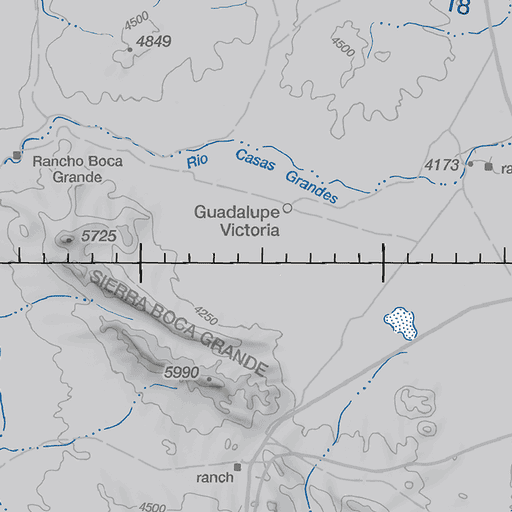 4500
4849
4500
18
Rio Casas Grandes
Rancho Boca
Grande
4173
Guadalupe
Victoria
5725
SIERRA BOCA GRANDE
4250
5990
ranch
4500